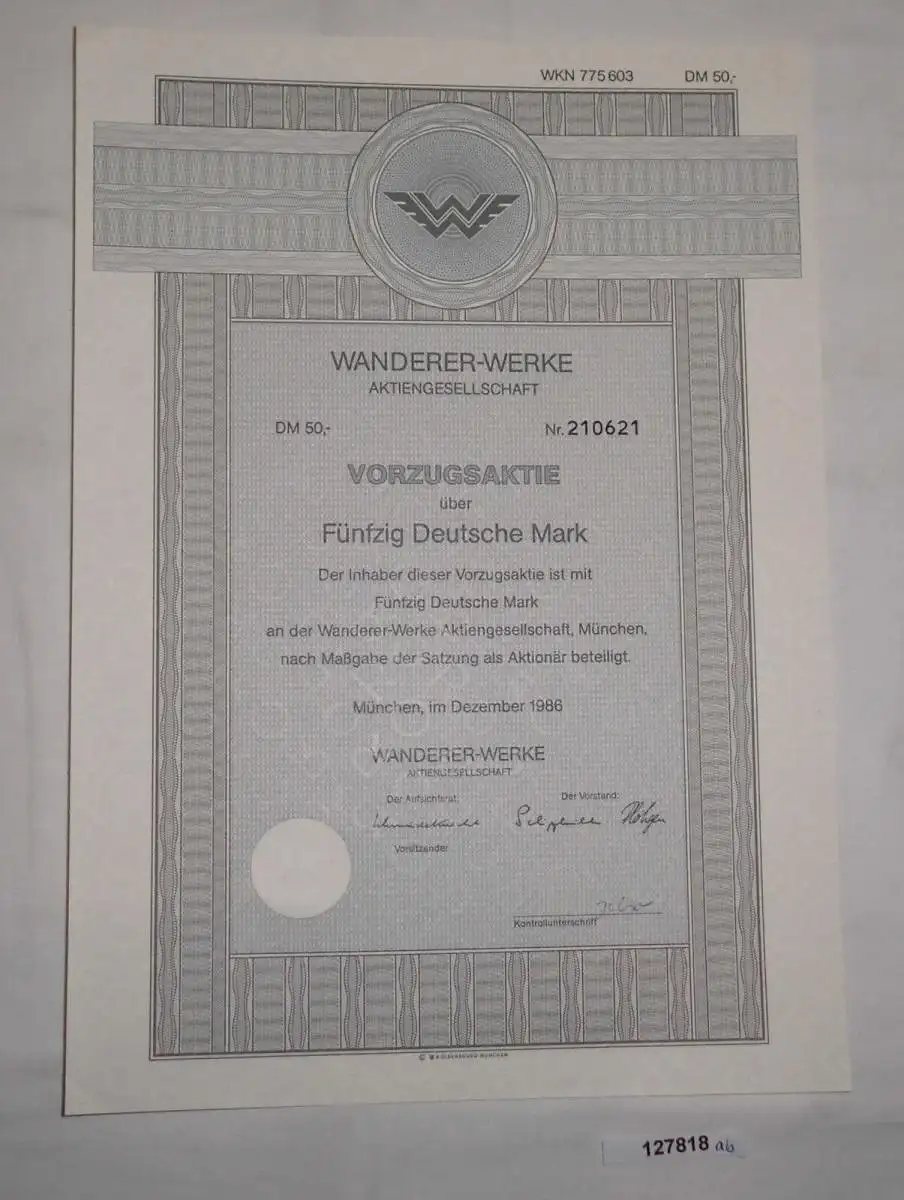 WKN 775 603 DM 50,-
WANDERER-WERKE
AKTIENGESELLSCHAFT
DM 50,- Nr. 210621
VORZUGSAKTIE
über
Fünfzig Deutsche Mark
Der Inhaber dieser Vorzugsaktie ist mit
Fünfzig Deutsche Mark
an der Wanderer-Werke Aktiengesellschaft, München,
nach Maßgabe der Satzung als Aktionär beteiligt.
München, im Dezember 1986
WANDERER-WERKE
AKTIENGESELLSCHAFT
Der Aufsichtsrat: Der Vorstand:
Vorsitzender
Kontrollunterschrift
127818 ab